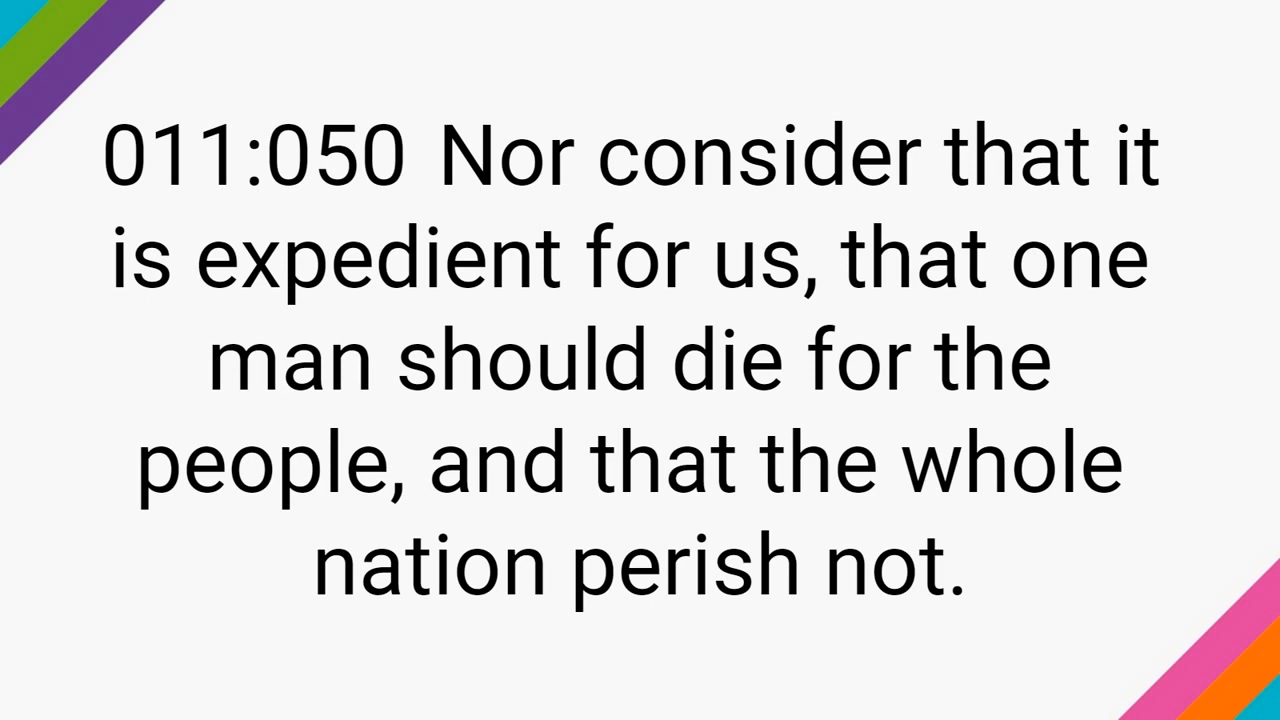 011:050 Nor consider that it
is expedient for us, that one
man should die for the
people, and that the whole
nation perish not.